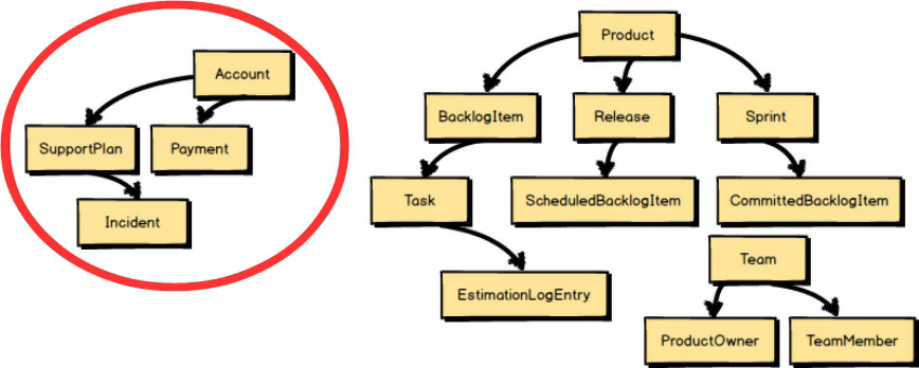 Product
Account
BacklogItem
Release
Sprint
SupportPlan
Payment
Task
ScheduledBacklogItem
CommittedBacklogItem
Incident
Team
EstimationLogEntry
ProductOwner
TeamMember